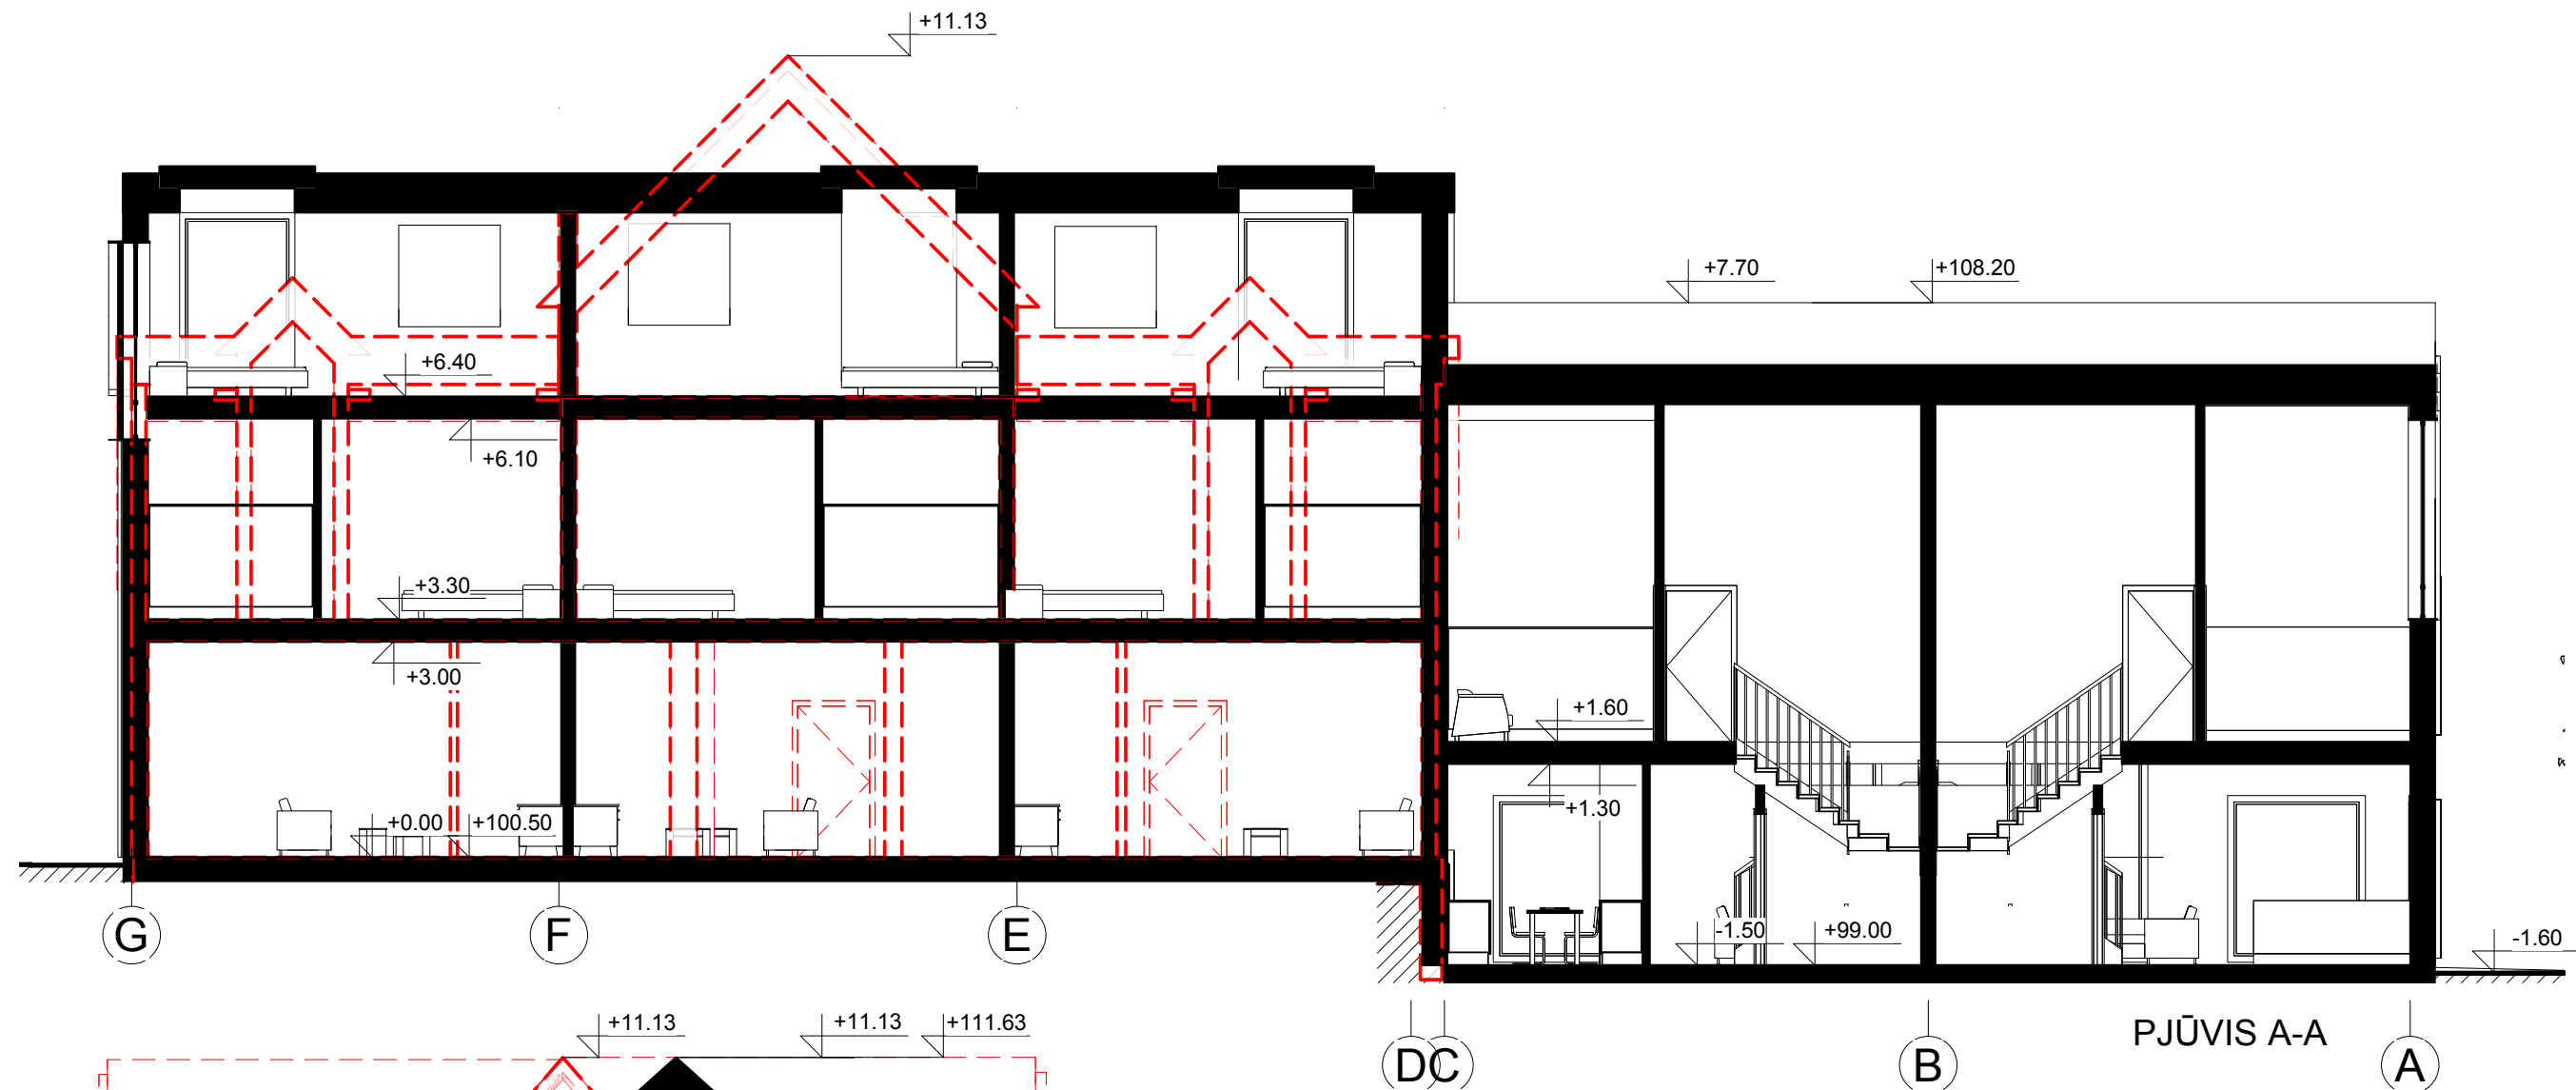 +11.13
+7.70
+108.20
+6.40
+6.10
+3.30
+3.00
+1.60
+1.30
+0.00
+100.50
-1.50
+99.00
-1.60
G
F
E
D
C
B
A
PJŪVIS A-A
+11.13
+11.13
+111.63